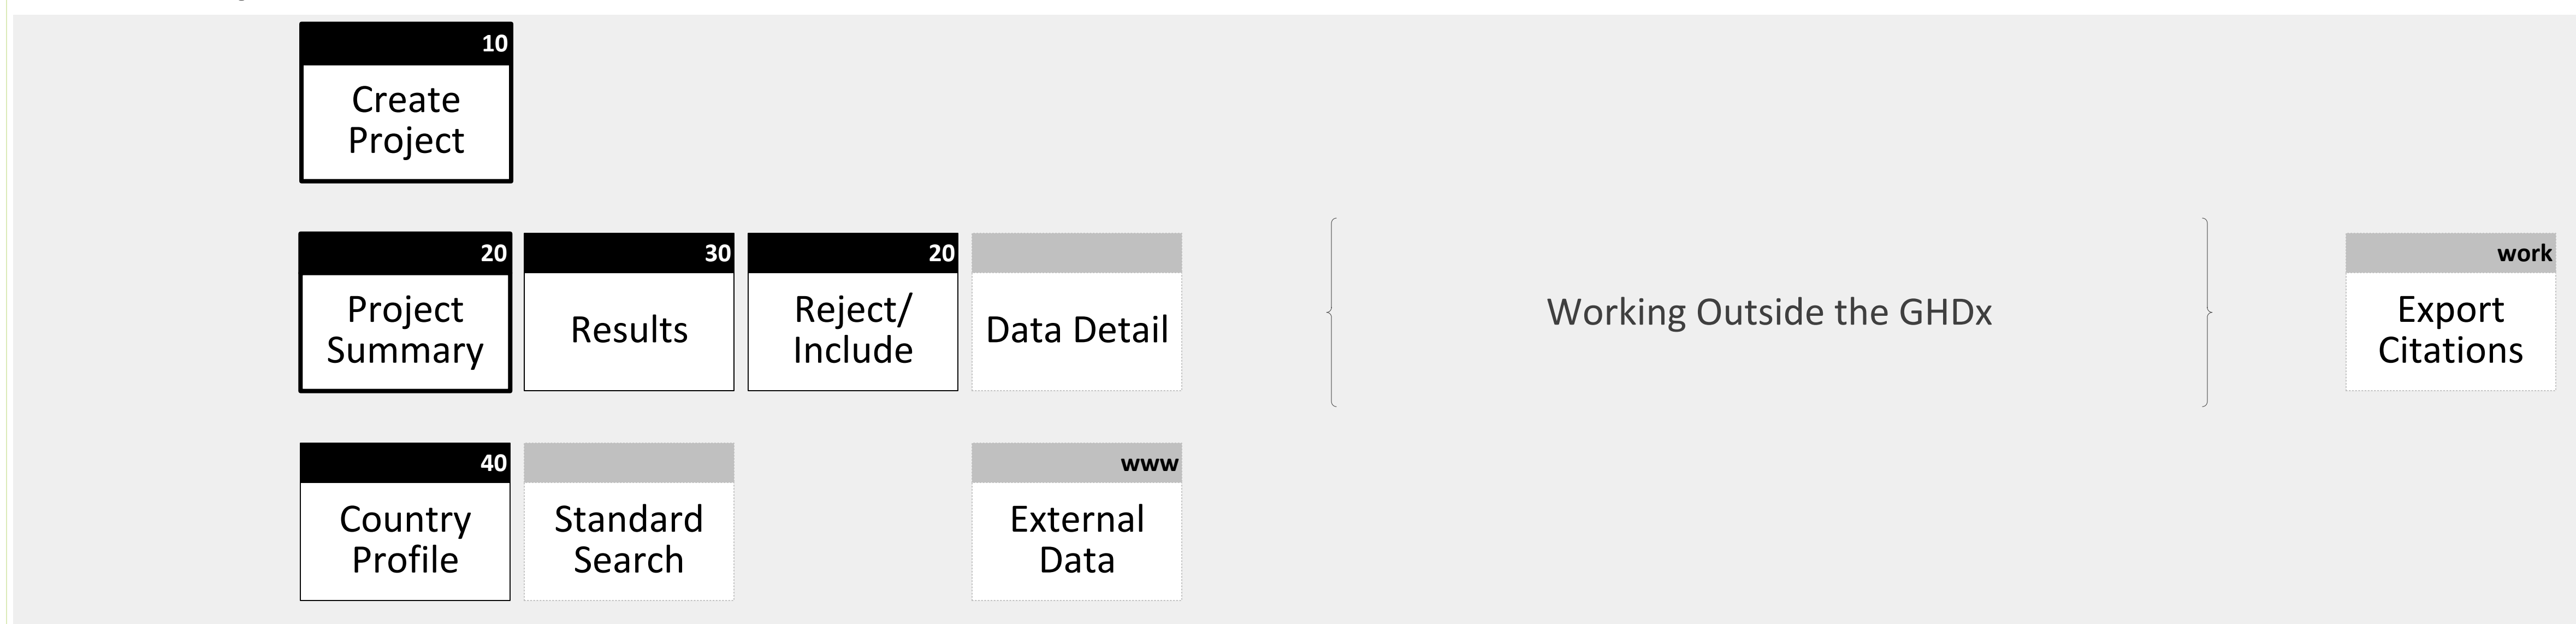 10
Create
Project
20
Project
Summary
30
Results
20
Reject/
Include
Data Detail
Working Outside the GHDx
work
Export
Citations
40
Country
Profile
Standard
Search
www
External
Data